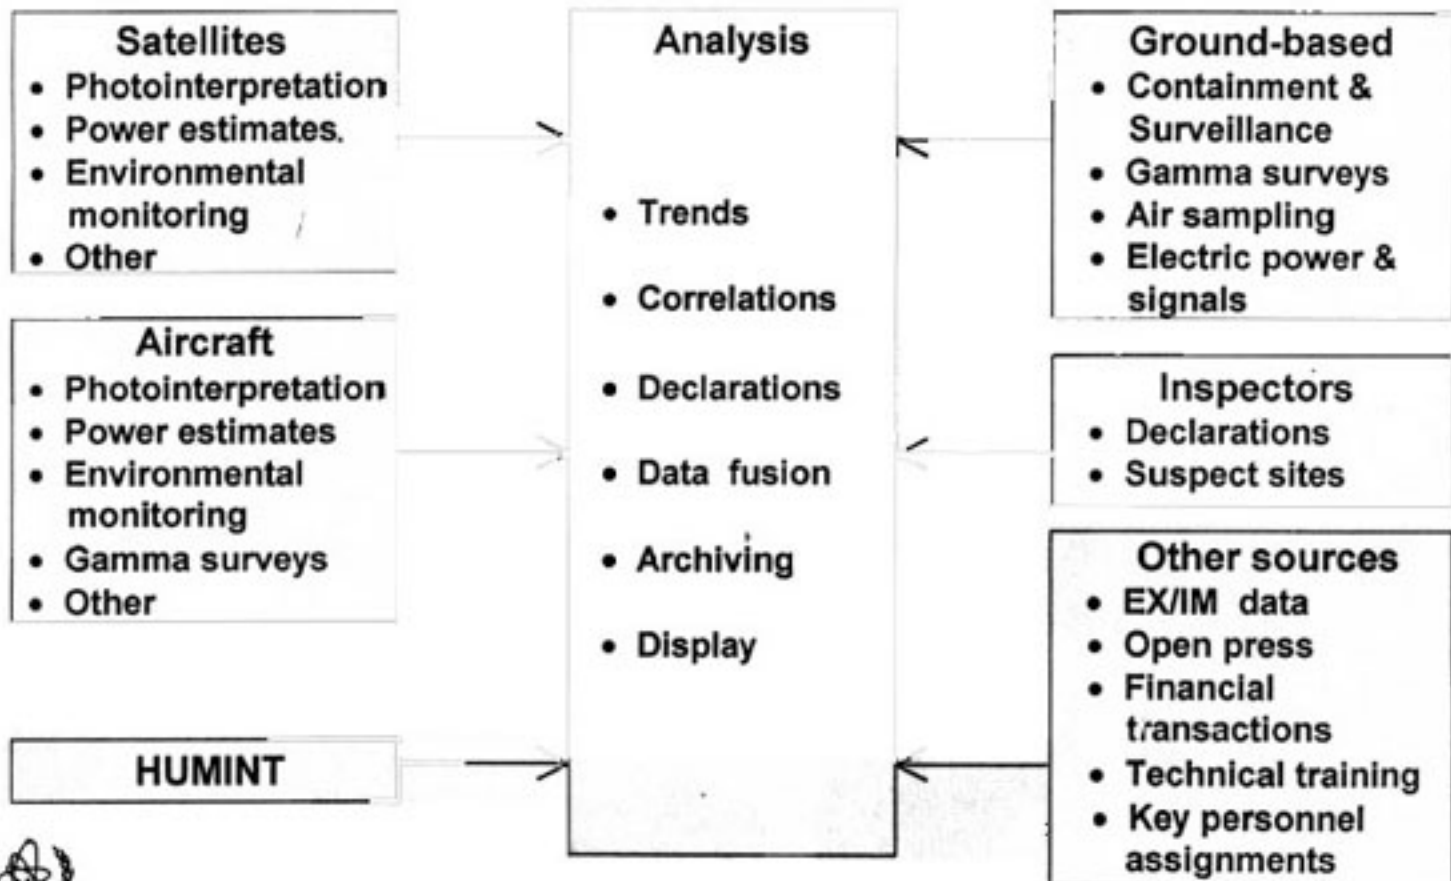 Satellites
• Photointerpretation
• Power estimates.
• Environmental
monitoring
• Other
Aircraft
• Photointerpretation
• Power estimates
• Environmental
monitoring
• Gamma surveys
• Other
HUMINT
Analysis
• Trends
• Correlations
• Declarations
• Data fusion
• Archiving
• Display
Ground-based
• Containment &
Surveillance
• Gamma surveys
• Air sampling
• Electric power &
signals
Inspectors
• Declarations
• Suspect sites
Other sources
• EX/IM data
• Open press
• Financial
transactions
• Technical training
• Key personnel
assignments